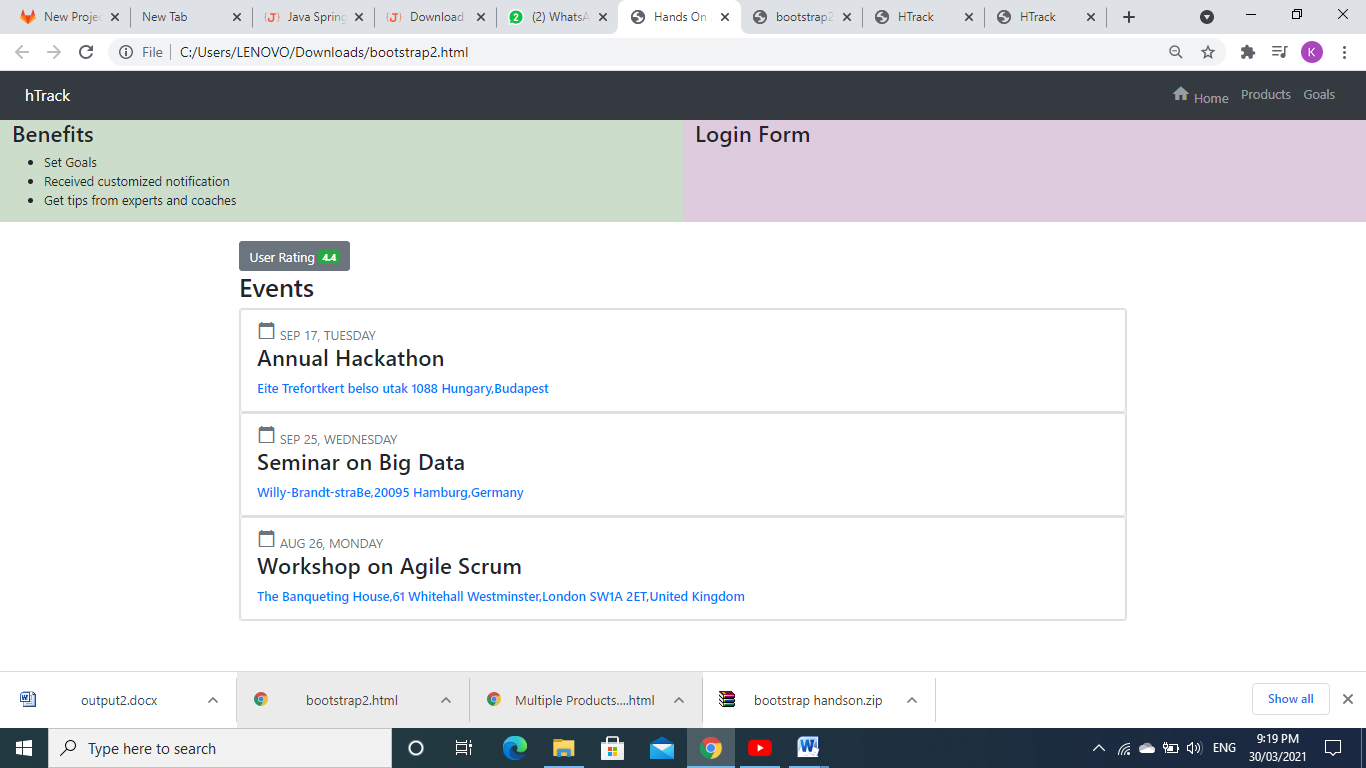 New Proje
New Tab
Java Spring
Download
2
(2) WhatsA
Hands On
bootstrap2
HTrack
HTrack
File
C:/Users/LENOVO/Downloads/bootstrap2.html
K
hTrack
Home
Products
Goals
Benefits
Set Goals
Received customized notification
Get tips from experts and coaches
Login Form
User Rating 4.4
Events
SEP 17, TUESDAY
Annual Hackathon
Eite Trefortkert belso utak 1088 Hungary,Budapest
SEP 25, WEDNESDAY
Seminar on Big Data
Willy-Brandt-straBe,20095 Hamburg,Germany
AUG 26, MONDAY
Workshop on Agile Scrum
The Banqueting House,61 Whitehall Westminster,London SW1A 2ET,United Kingdom
output2.docx
bootstrap2.html
Multiple Products....html
bootstrap handson.zip
Show all
Type here to search
ENG
9:19 PM
30/03/2021